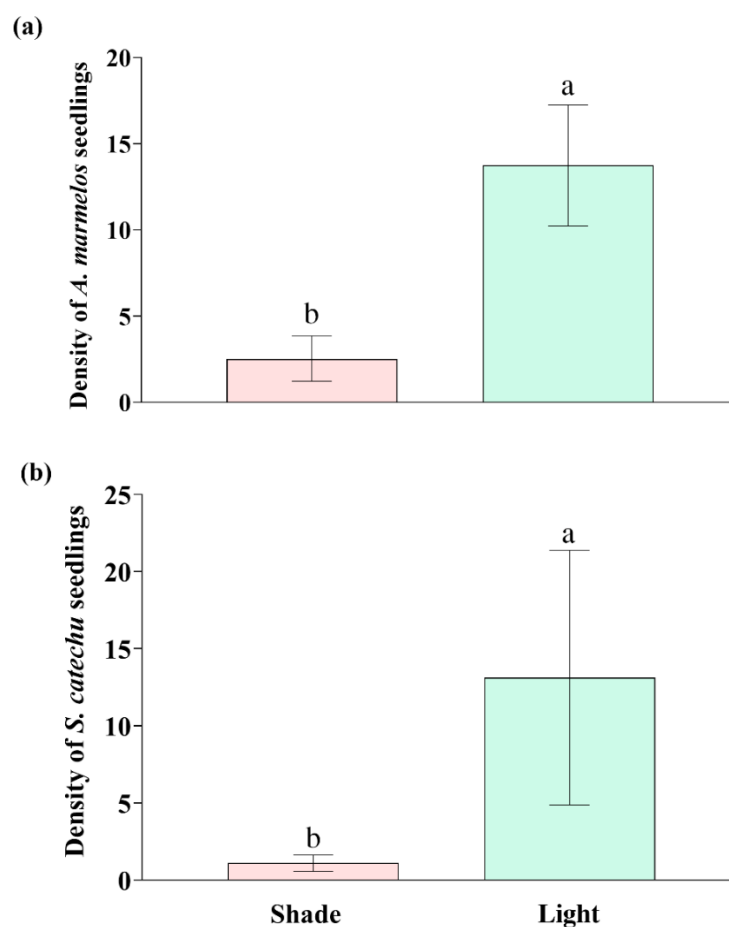 (a)
Density of A. marmelos seedlings
20
15
10
5
0
b
a
(b)
Density of S. catechu seedlings
25
20
15
10
5
0
b
a
Shade
Light